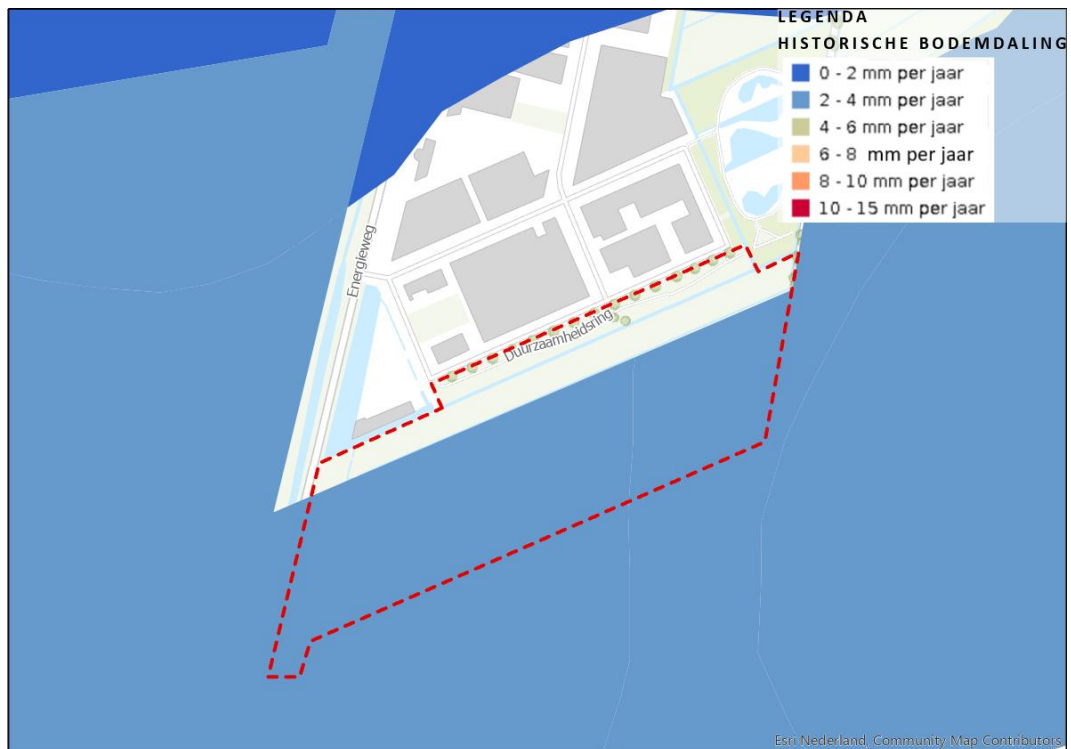 LEGENDA
HISTORISCHE BODEMDALING
0 - 2 mm per jaar
2 - 4 mm per jaar
4 - 6 mm per jaar
6 - 8 mm per jaar
8 - 10 mm per jaar
10 - 15 mm per jaar
Energieweg
Duurzaamheidsring
Esri Nederland, Community Map Contributors